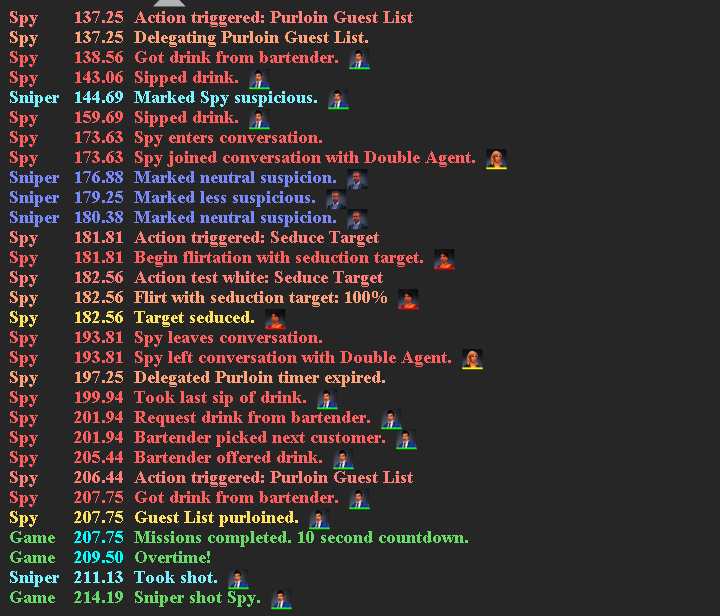 Spy 137.25 Action triggered: Purloin Guest List
Spy 137.25 Delegating Purloin Guest List.
Spy 138.56 Got drink from bartender.
Spy 143.06 Sipped drink.
Sniper 144.69 Marked Spy suspicious.
Spy 159.69 Sipped drink.
Spy 173.63 Spy enters conversation.
Spy 173.63 Spy joined conversation with Double Agent.
Sniper 176.88 Marked neutral suspicion.
Sniper 179.25 Marked less suspicious.
Sniper 180.38 Marked neutral suspicion.
Spy 181.81 Action triggered: Seduce Target
Spy 181.81 Begin flirtation with seduction target.
Spy 182.56 Action test white: Seduce Target
Spy 182.56 Flirt with seduction target: 100%
Spy 182.56 Target seduced.
Spy 193.81 Spy leaves conversation.
Spy 193.81 Spy left conversation with Double Agent.
Spy 197.25 Delegated Purloin timer expired.
Spy 199.94 Took last sip of drink.
Spy 201.94 Request drink from bartender.
Spy 201.94 Bartender picked next customer.
Spy 205.44 Bartender offered drink.
Spy 206.44 Action triggered: Purloin Guest List
Spy 207.75 Got drink from bartender.
Spy 207.75 Guest List purloined.
Game 207.75 Missions completed. 10 second countdown.
Game 209.50 Overtime!
Sniper 211.13 Took shot.
Game 214.19 Sniper shot Spy.